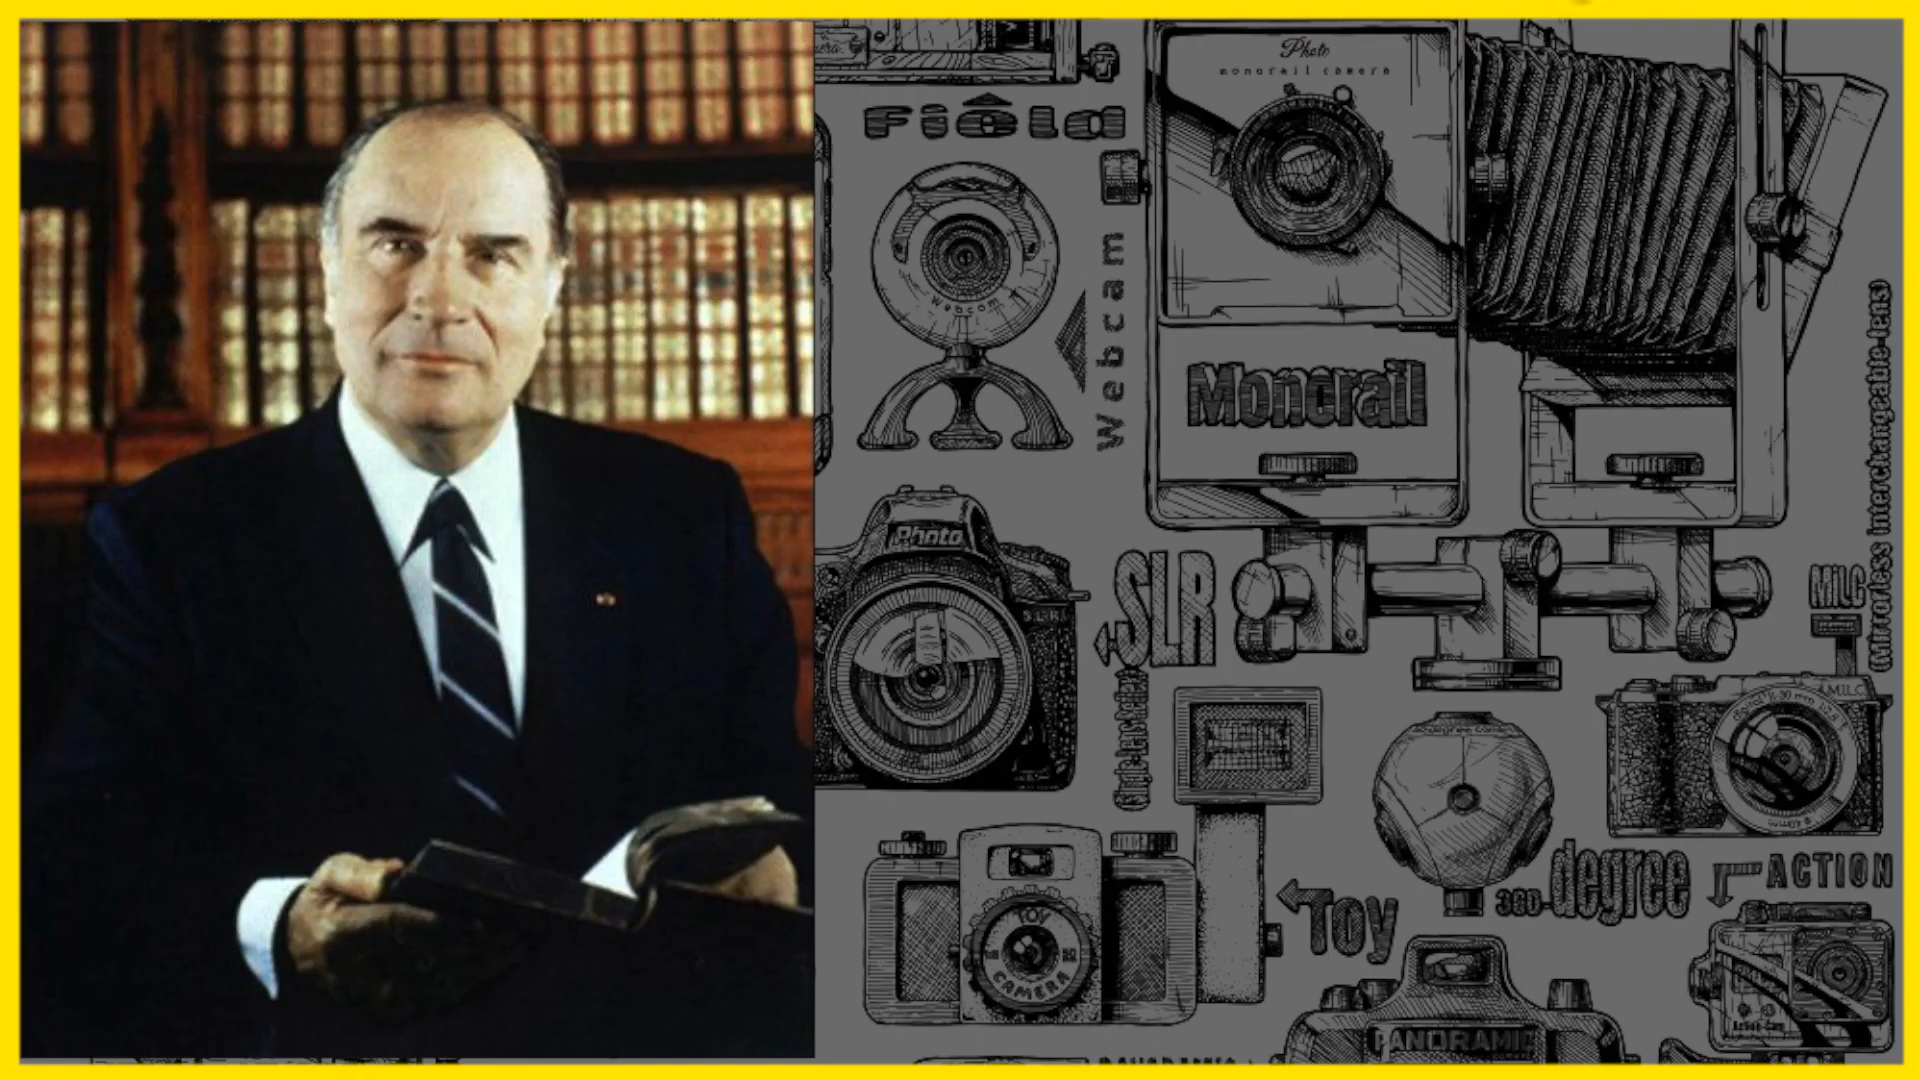 Photo
monorail camera
Field
Webcam
webcam
Monorail
(Mirrorless interchangeable-lens)
MILC
Photo
SLR
S.L.R.
(Single-lens reflex)
M.I.L.C.
360-degree
ACTION
Toy
TOY
CAMERA
Action-Cam
PANORAMIC